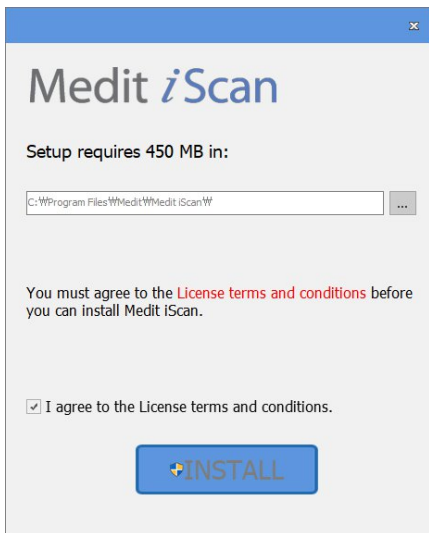 Medit iScan
Setup requires 450 MB in:
C:₩Program Files₩Medit₩Medit iScan₩
...
You must agree to the License terms and conditions before
you can install Medit iScan.
I agree to the License terms and conditions.
INSTALL